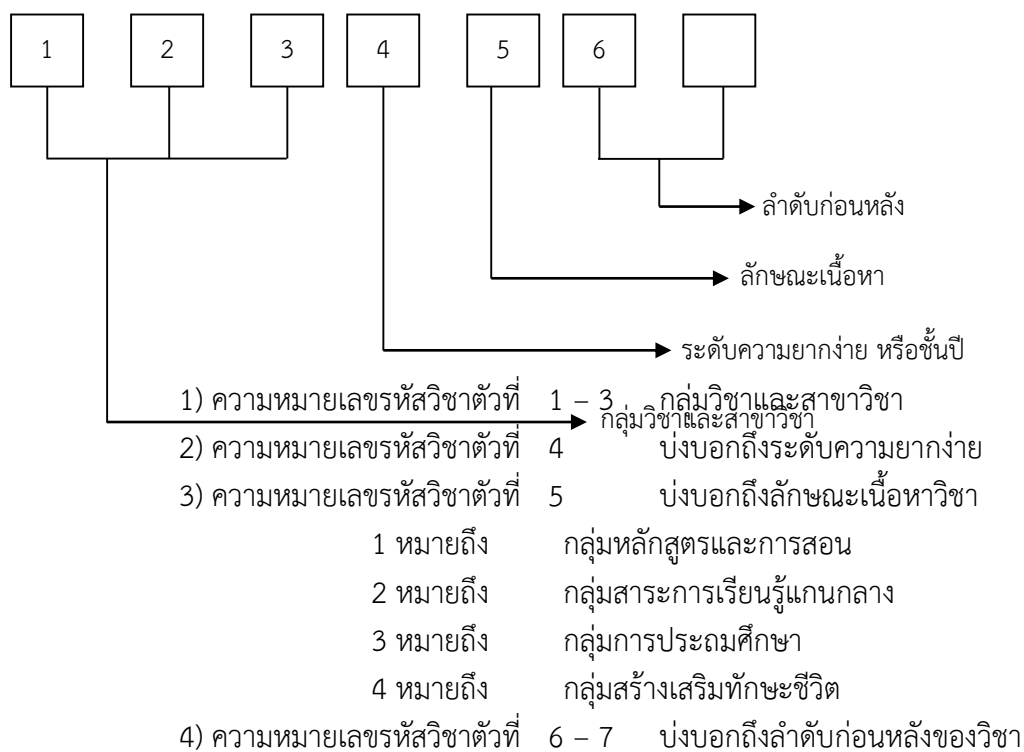 1 2 3 4 5 6
ลำดับก่อนหลัง
ลักษณะเนื้อหา
ระดับความยากง่าย หรือชั้นปี
1) ความหมายเลขรหัสวิชาตัวที่ 1 – 3 กลุ่มวิชาและสาขาวิชา
กลุ่มวิชาและสาขาวิชา
2) ความหมายเลขรหัสวิชาตัวที่ 4 บ่งบอกถึงระดับความยากง่าย
3) ความหมายเลขรหัสวิชาตัวที่ 5 บ่งบอกถึงลักษณะเนื้อหาวิชา
1 หมายถึง กลุ่มหลักสูตรและการสอน
2 หมายถึง กลุ่มสาระการเรียนรู้แกนกลาง
3 หมายถึง กลุ่มการประถมศึกษา
4 หมายถึง กลุ่มสร้างเสริมทักษะชีวิต
4) ความหมายเลขรหัสวิชาตัวที่ 6 – 7 บ่งบอกถึงลำดับก่อนหลังของวิชา